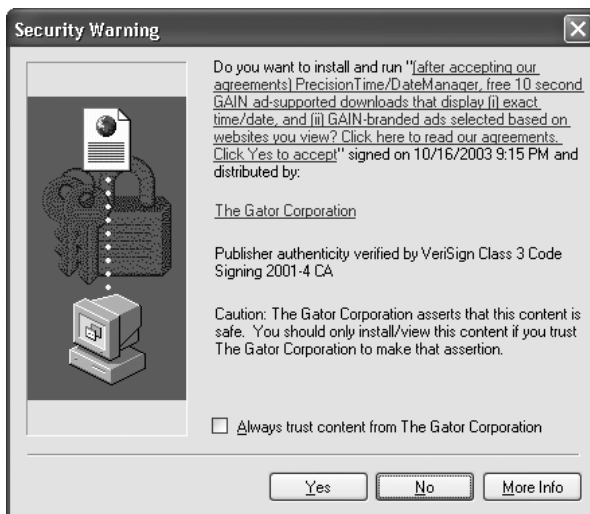 Security Warning
Do you want to install and run "(after accepting our
agreements) PrecisionTime/DateManager, free 10 second
GAIN ad-supported downloads that display (i) exact
time/date, and (ii) GAIN-branded ads selected based on
websites you view? Click here to read our agreements.
Click Yes to accept" signed on 10/16/2003 9:15 PM and
distributed by:
The Gator Corporation
Publisher authenticity verified by VeriSign Class 3 Code
Signing 2001-4 CA
Caution: The Gator Corporation asserts that this content is
safe. You should only install/view this content if you trust
The Gator Corporation to make that assertion.
Always trust content from The Gator Corporation
Yes
No
More Info